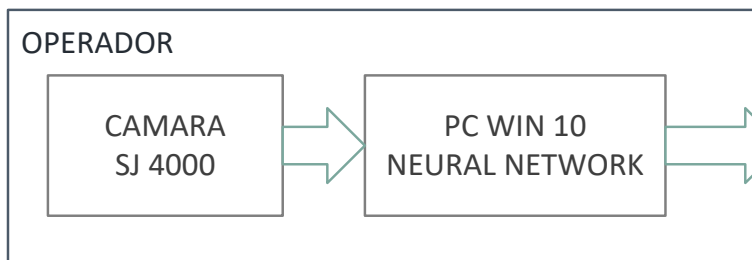 OPERADOR
CAMARA
SJ 4000
PC WIN 10
NEURAL NETWORK